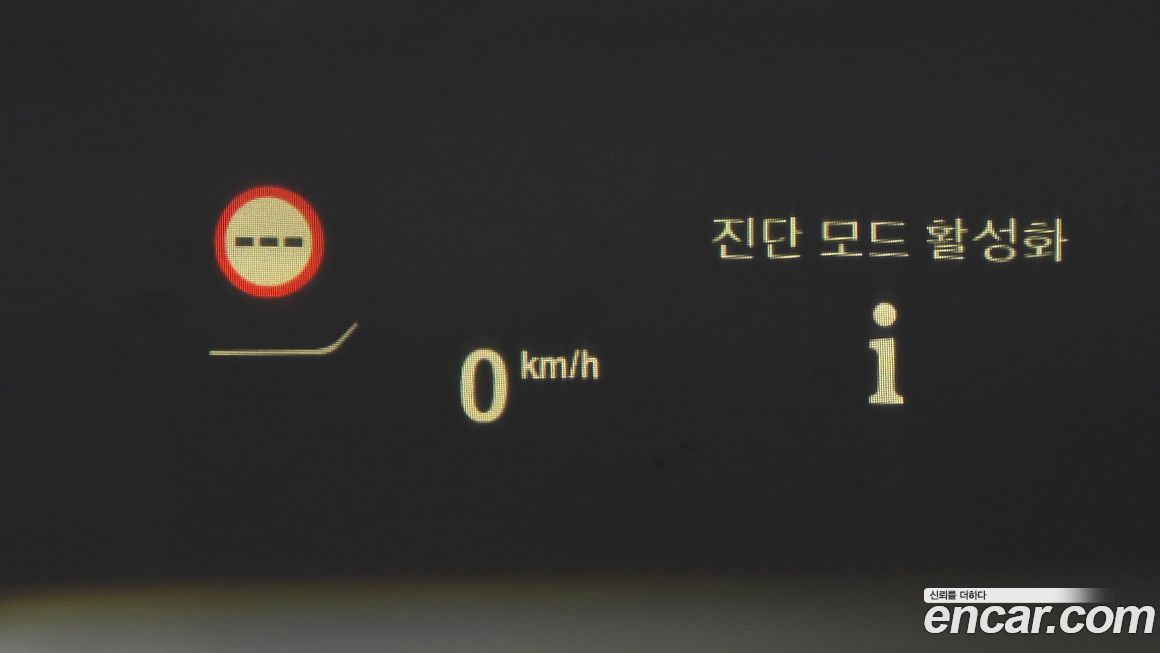 ---
진단 모드 활성화
i
0 km/h
신뢰를 더하다
encar.com